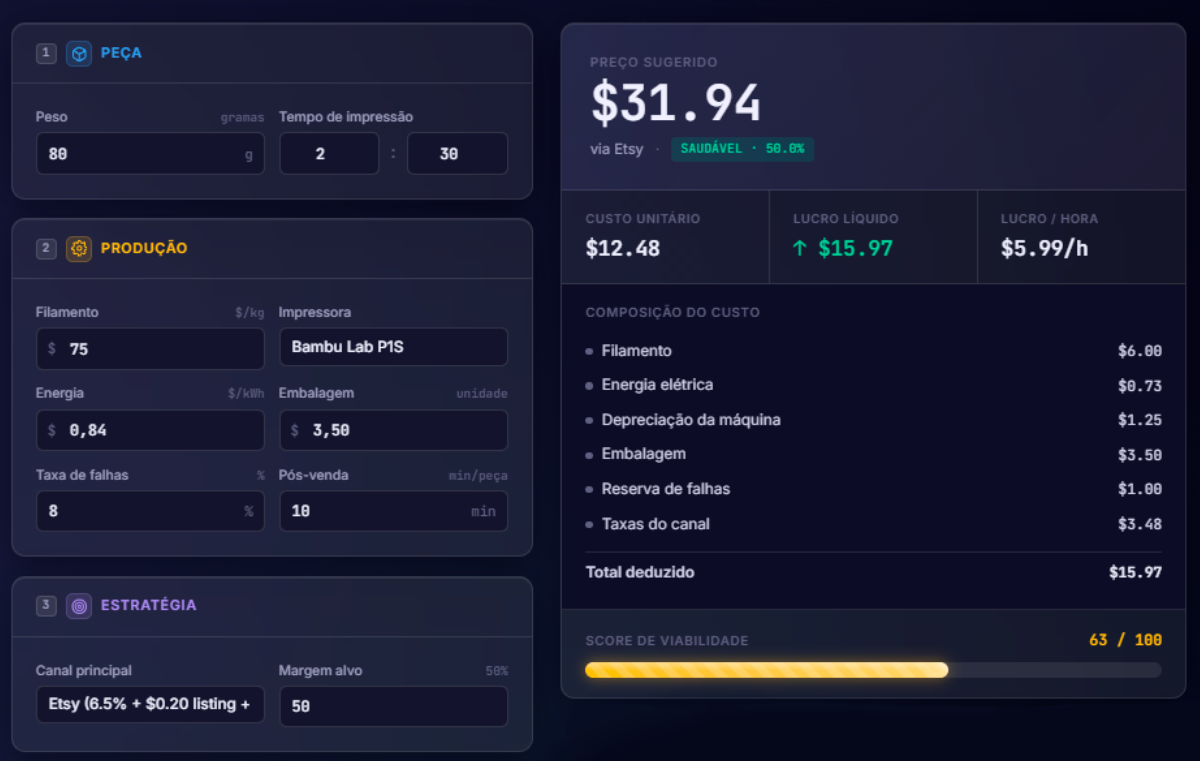 1 PEÇA
Peso gramas Tempo de impressão
80 g 2 : 30
2 PRODUÇÃO
Filamento $/kg Impressora
$ 75 Bambu Lab P1S
Energia $/kWh Embalagem unidade
$ 0,84 $ 3,50
Taxa de falhas % Pós-venda min/peça
8 % 10 min
3 ESTRATÉGIA
Canal principal Margem alvo 50%
Etsy (6.5% + $0.20 listing + 50
PREÇO SUGERIDO
$31.94
via Etsy · SAUDÁVEL · 50.0%
CUSTO UNITÁRIO LUCRO LÍQUIDO LUCRO / HORA
$12.48 ↑ $15.97 $5.99/h
COMPOSIÇÃO DO CUSTO
Filamento $6.00
Energia elétrica $0.73
Depreciação da máquina $1.25
Embalagem $3.50
Reserva de falhas $1.00
Taxas do canal $3.48
Total deduzido $15.97
SCORE DE VIABILIDADE 63 / 100